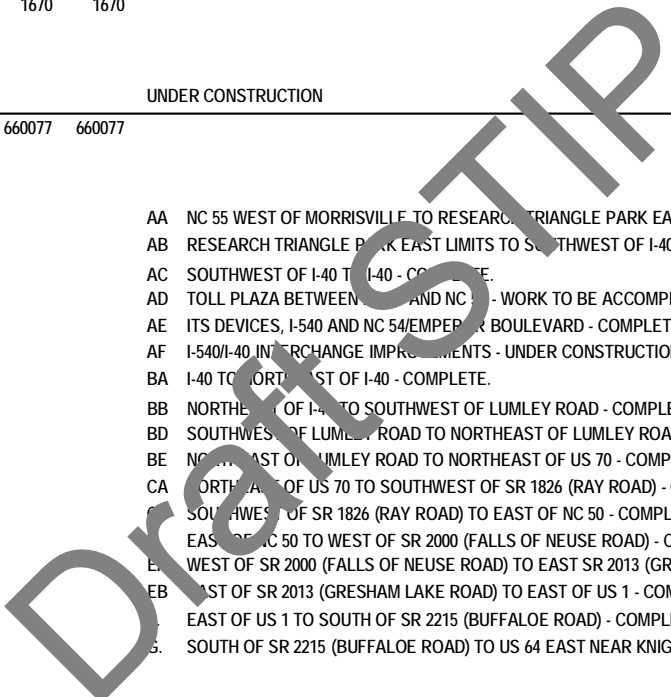 1670 1670
UNDER CONSTRUCTION
660077 660077
AA NC 55 WEST OF MORRISVILLE TO RESEARCH TRIANGLE PARK EA
AB RESEARCH TRIANGLE PARK EAST LIMITS TO SOUTHWEST OF I-40
AC SOUTHWEST OF I-40 TO I-40 - COMPLETE.
AD TOLL PLAZA BETWEEN AND NC - WORK TO BE ACCOMPL
AE ITS DEVICES, I-540 AND NC 54/EMPEROR BOULEVARD - COMPLET
AF I-540/I-40 INTERCHANGE IMPROVEMENTS - UNDER CONSTRUCTION
BA I-40 TO NORTHEAST OF I-40 - COMPLETE.
BB NORTHEAST OF I-40 TO SOUTHWEST OF LUMLEY ROAD - COMPLE
BD SOUTHWEST OF LUMLEY ROAD TO NORTHEAST OF LUMLEY ROA
BE NORTHEAST OF LUMLEY ROAD TO NORTHEAST OF US 70 - COMP
CA NORTHEAST OF US 70 TO SOUTHWEST OF SR 1826 (RAY ROAD) -
SOUTHWEST OF SR 1826 (RAY ROAD) TO EAST OF NC 50 - COMPL
EAST OF NC 50 TO WEST OF SR 2000 (FALLS OF NEUSE ROAD) - C
WEST OF SR 2000 (FALLS OF NEUSE ROAD) TO EAST SR 2013 (GR
EB EAST OF SR 2013 (GRESHAM LAKE ROAD) TO EAST OF US 1 - COM
EAST OF US 1 TO SOUTH OF SR 2215 (BUFFALOE ROAD) - COMPL
G. SOUTH OF SR 2215 (BUFFALOE ROAD) TO US 64 EAST NEAR KNIG
Draft STIP